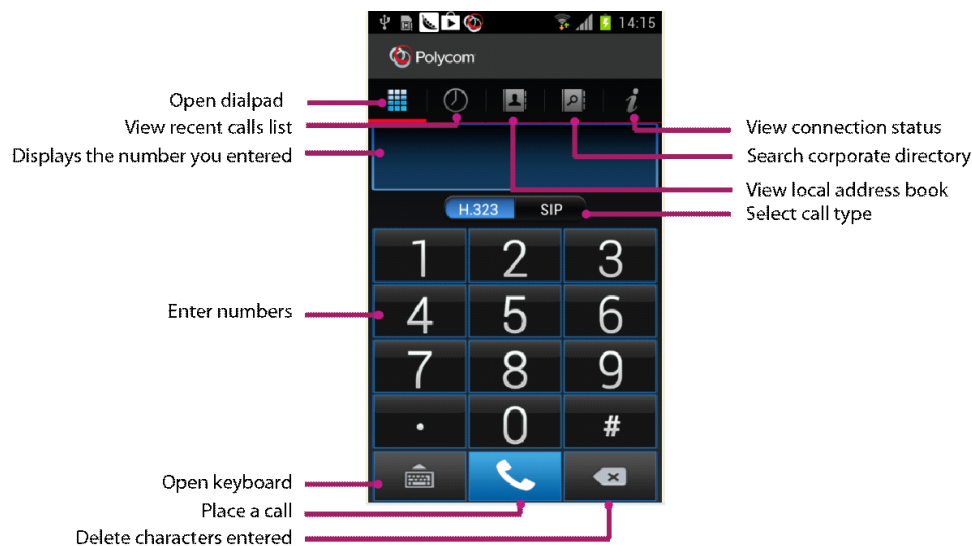 14:15
Polycom
Open dialpad
View recent calls list
Displays the number you entered
View connection status
Search corporate directory
View local address book
Select call type
H.323 SIP
1 2 3
Enter numbers
4 5 6
7 8 9
. 0 #
Open keyboard
Place a call
Delete characters entered